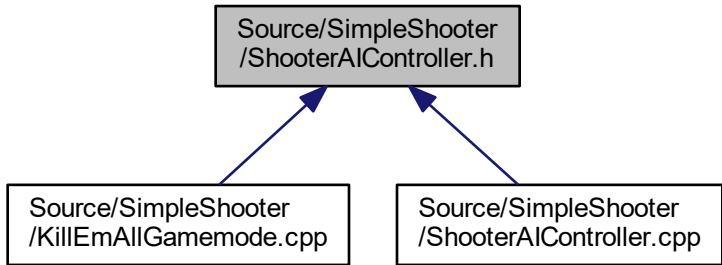 Source/SimpleShooter
/ShooterAIController.h
Source/SimpleShooter
/KillEmAllGamemode.cpp
Source/SimpleShooter
/ShooterAIController.cpp